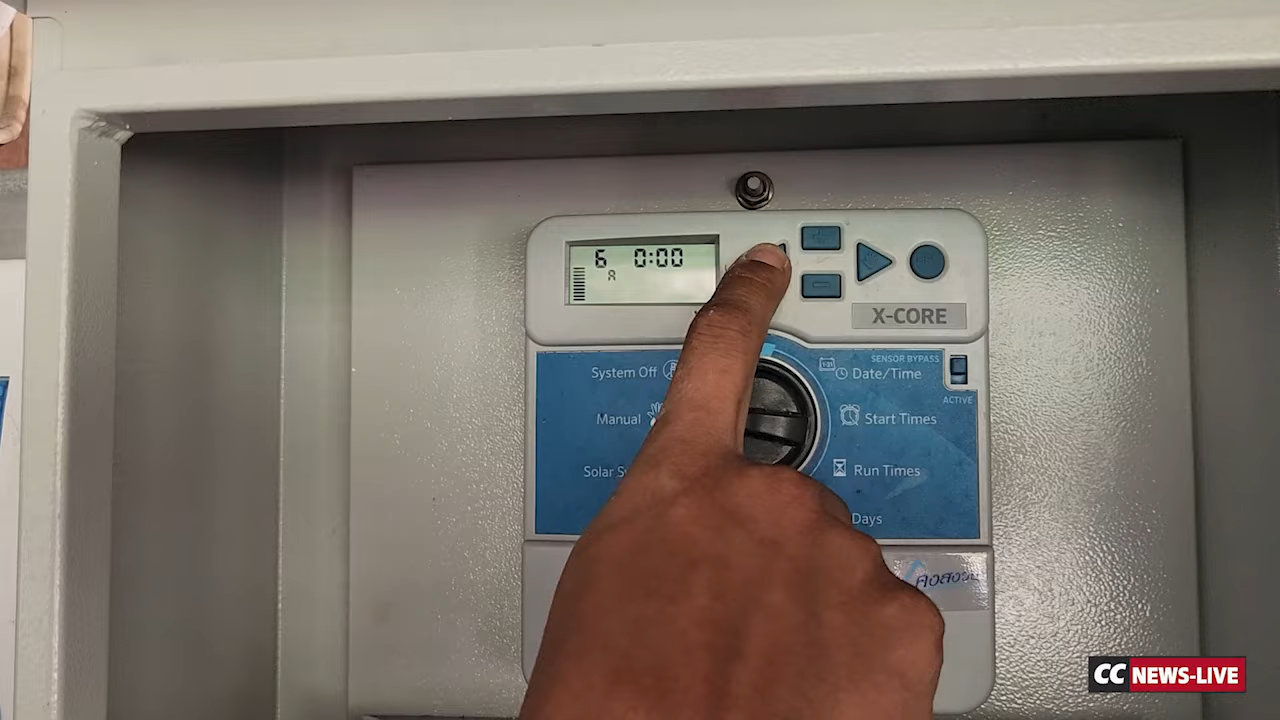 6 0:00
A
X-CORE
SENSOR BYPASS
System Off
Date/Time
ACTIVE
Manual
Start Times
Solar
Run Times
Days
CC NEWS-LIVE